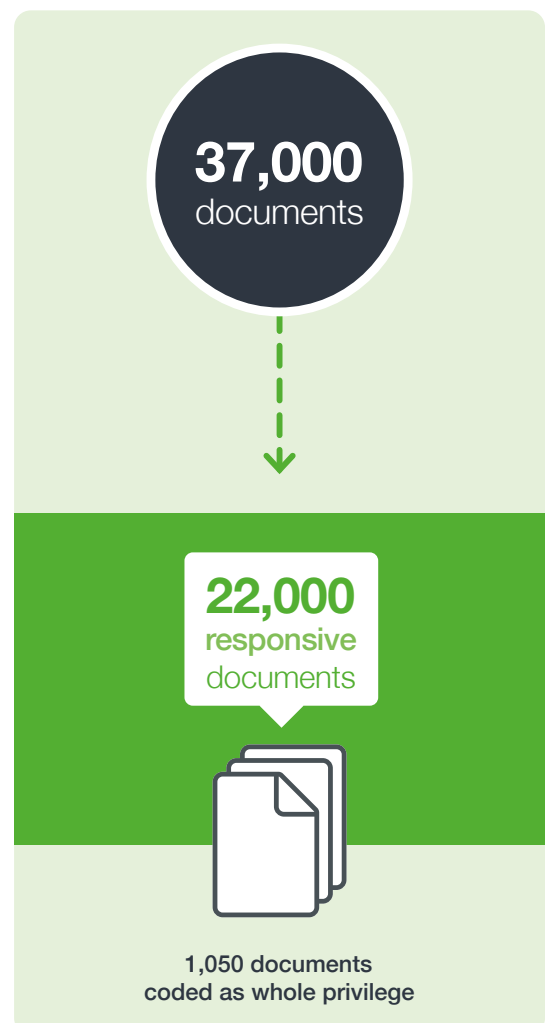 37,000
documents
22,000
responsive
documents
1,050 documents
coded as whole privilege